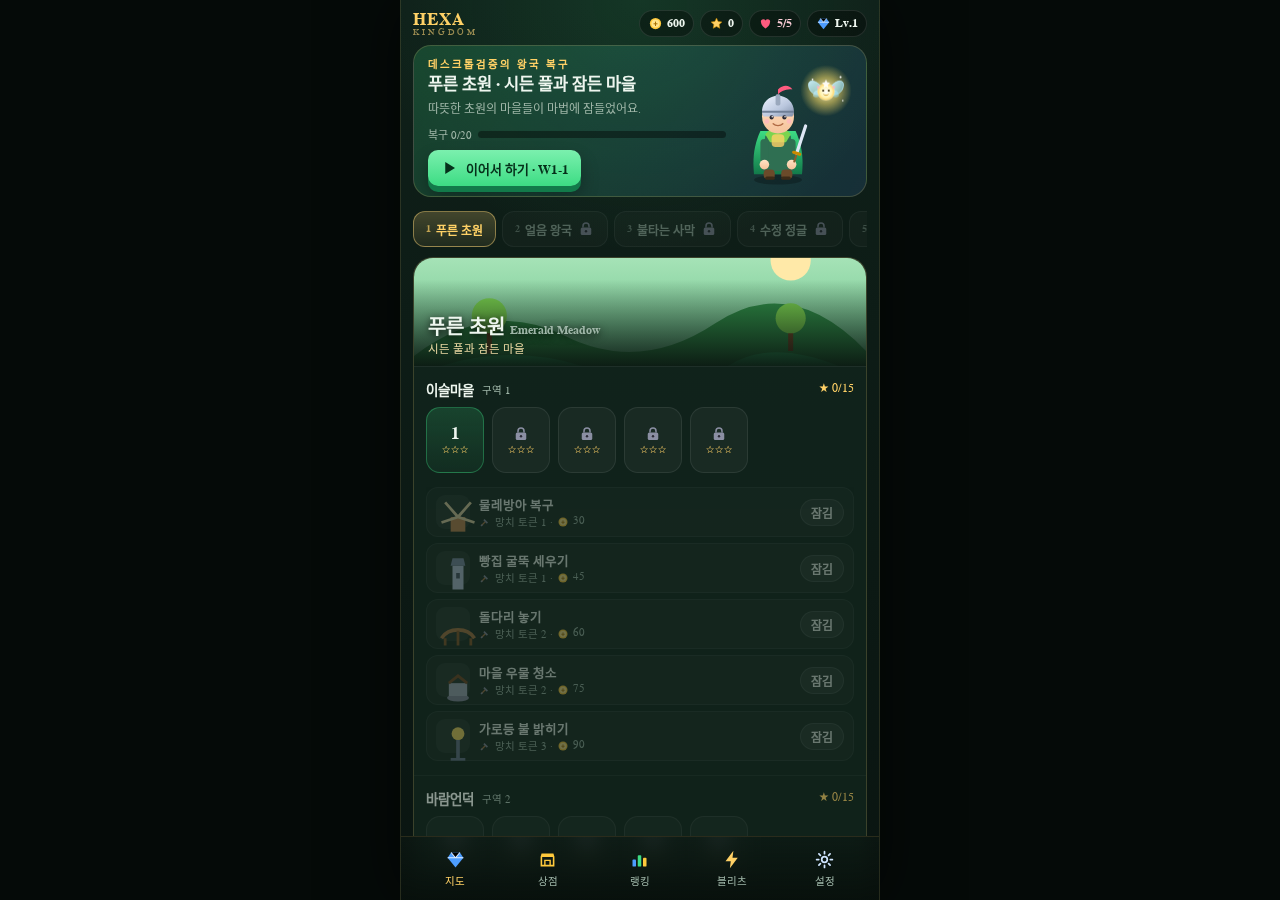 HEXA
KINGDOM
600
0
5/5
Lv.1
데스크톱검증의 왕국 복구
푸른 초원 · 시든 풀과 잠든 마을
따뜻한 초원의 마을들이 마법에 잠들었어요.
복구 0/20
이어서 하기 · W1-1
1 푸른 초원
2 얼음 왕국
3 불타는 사막
4 수정 정글
5
푸른 초원 Emerald Meadow
시든 풀과 잠든 마을
이슬마을 구역 1
★ 0/15
1
☆☆☆
☆☆☆
☆☆☆
☆☆☆
☆☆☆
물레방아 복구
망치 토큰 1 · 30
잠김
빵집 굴뚝 세우기
망치 토큰 1 · 45
잠김
돌다리 놓기
망치 토큰 2 · 60
잠김
마을 우물 청소
망치 토큰 2 · 75
잠김
가로등 불 밝히기
망치 토큰 3 · 90
잠김
바람언덕 구역 2
★ 0/15
지도
상점
랭킹
블리츠
설정